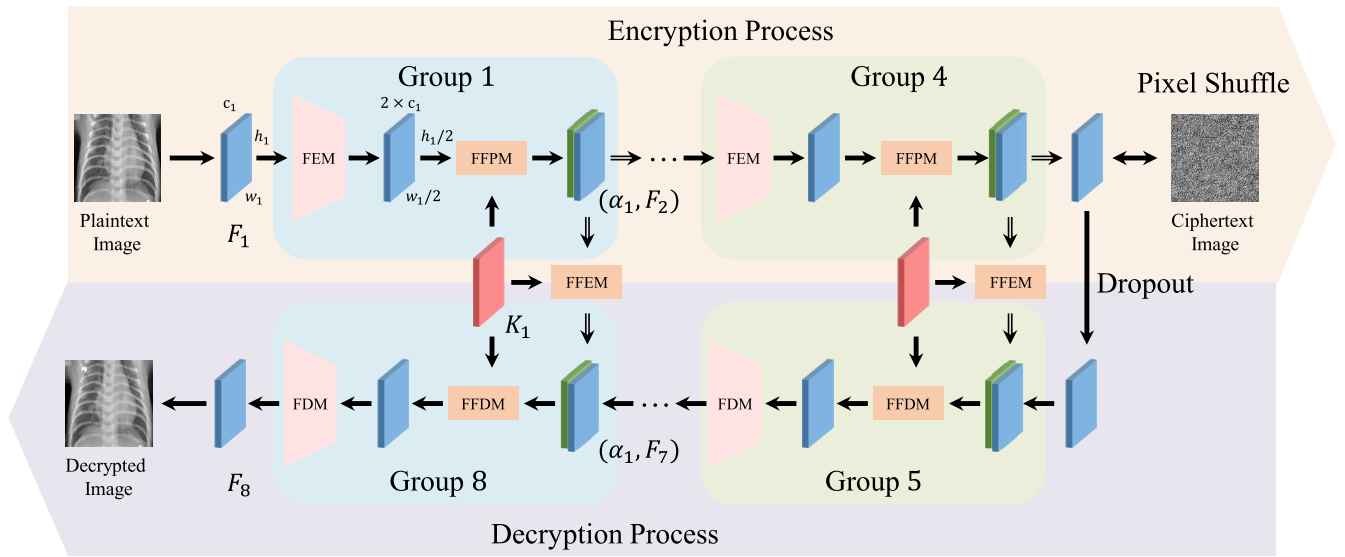 Encryption Process
Group 1
Group 4
Pixel Shuffle
c₁
2 × c₁
h₁
h₁/2
FEM
FFPM
FEM
FFPM
w₁
w₁/2
(α₁, F₂)
Plaintext
Image
Ciphertext
Image
F₁
FFEM
FFEM
Dropout
K₁
FDM
FFDM
FDM
FFDM
(α₁, F₇)
Decrypted
Image
F₈
Group 8
Group 5
Decryption Process